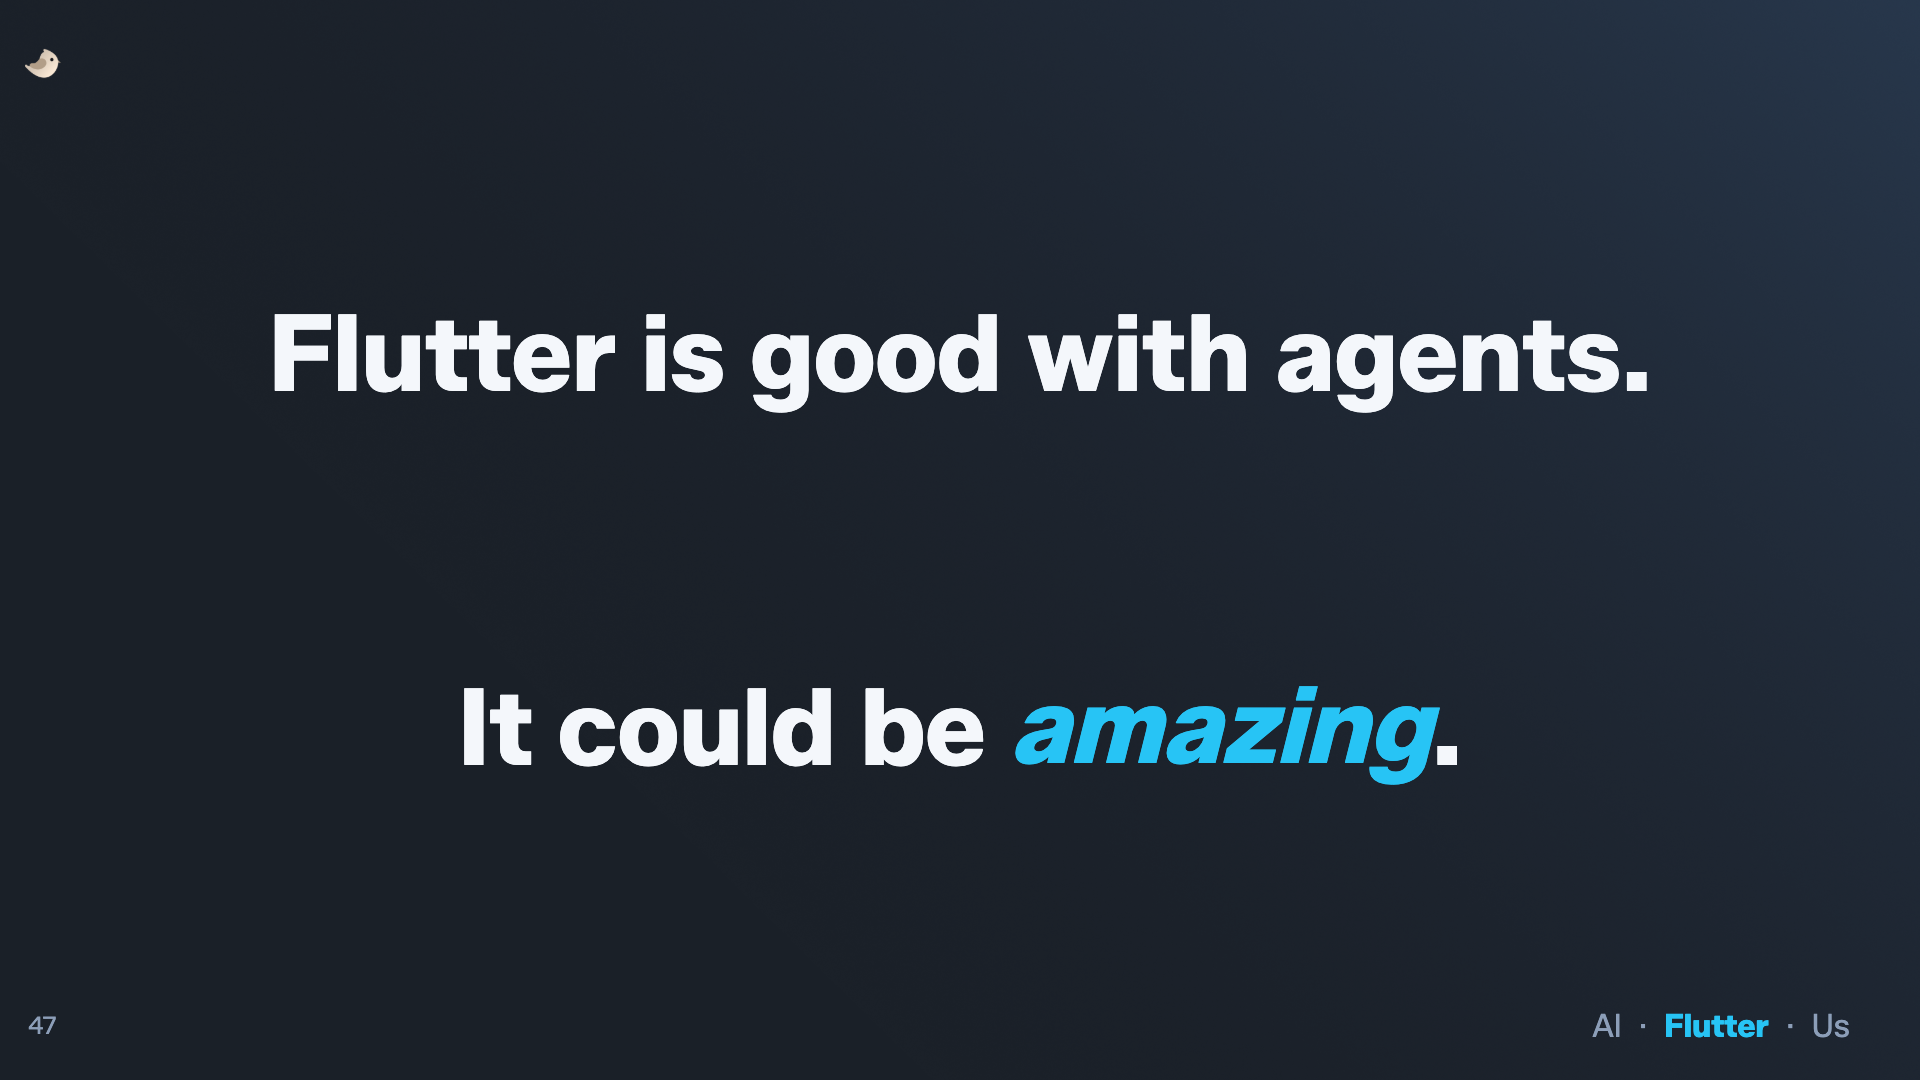 Flutter is good with agents.
It could be amazing.
47
AI · Flutter · Us